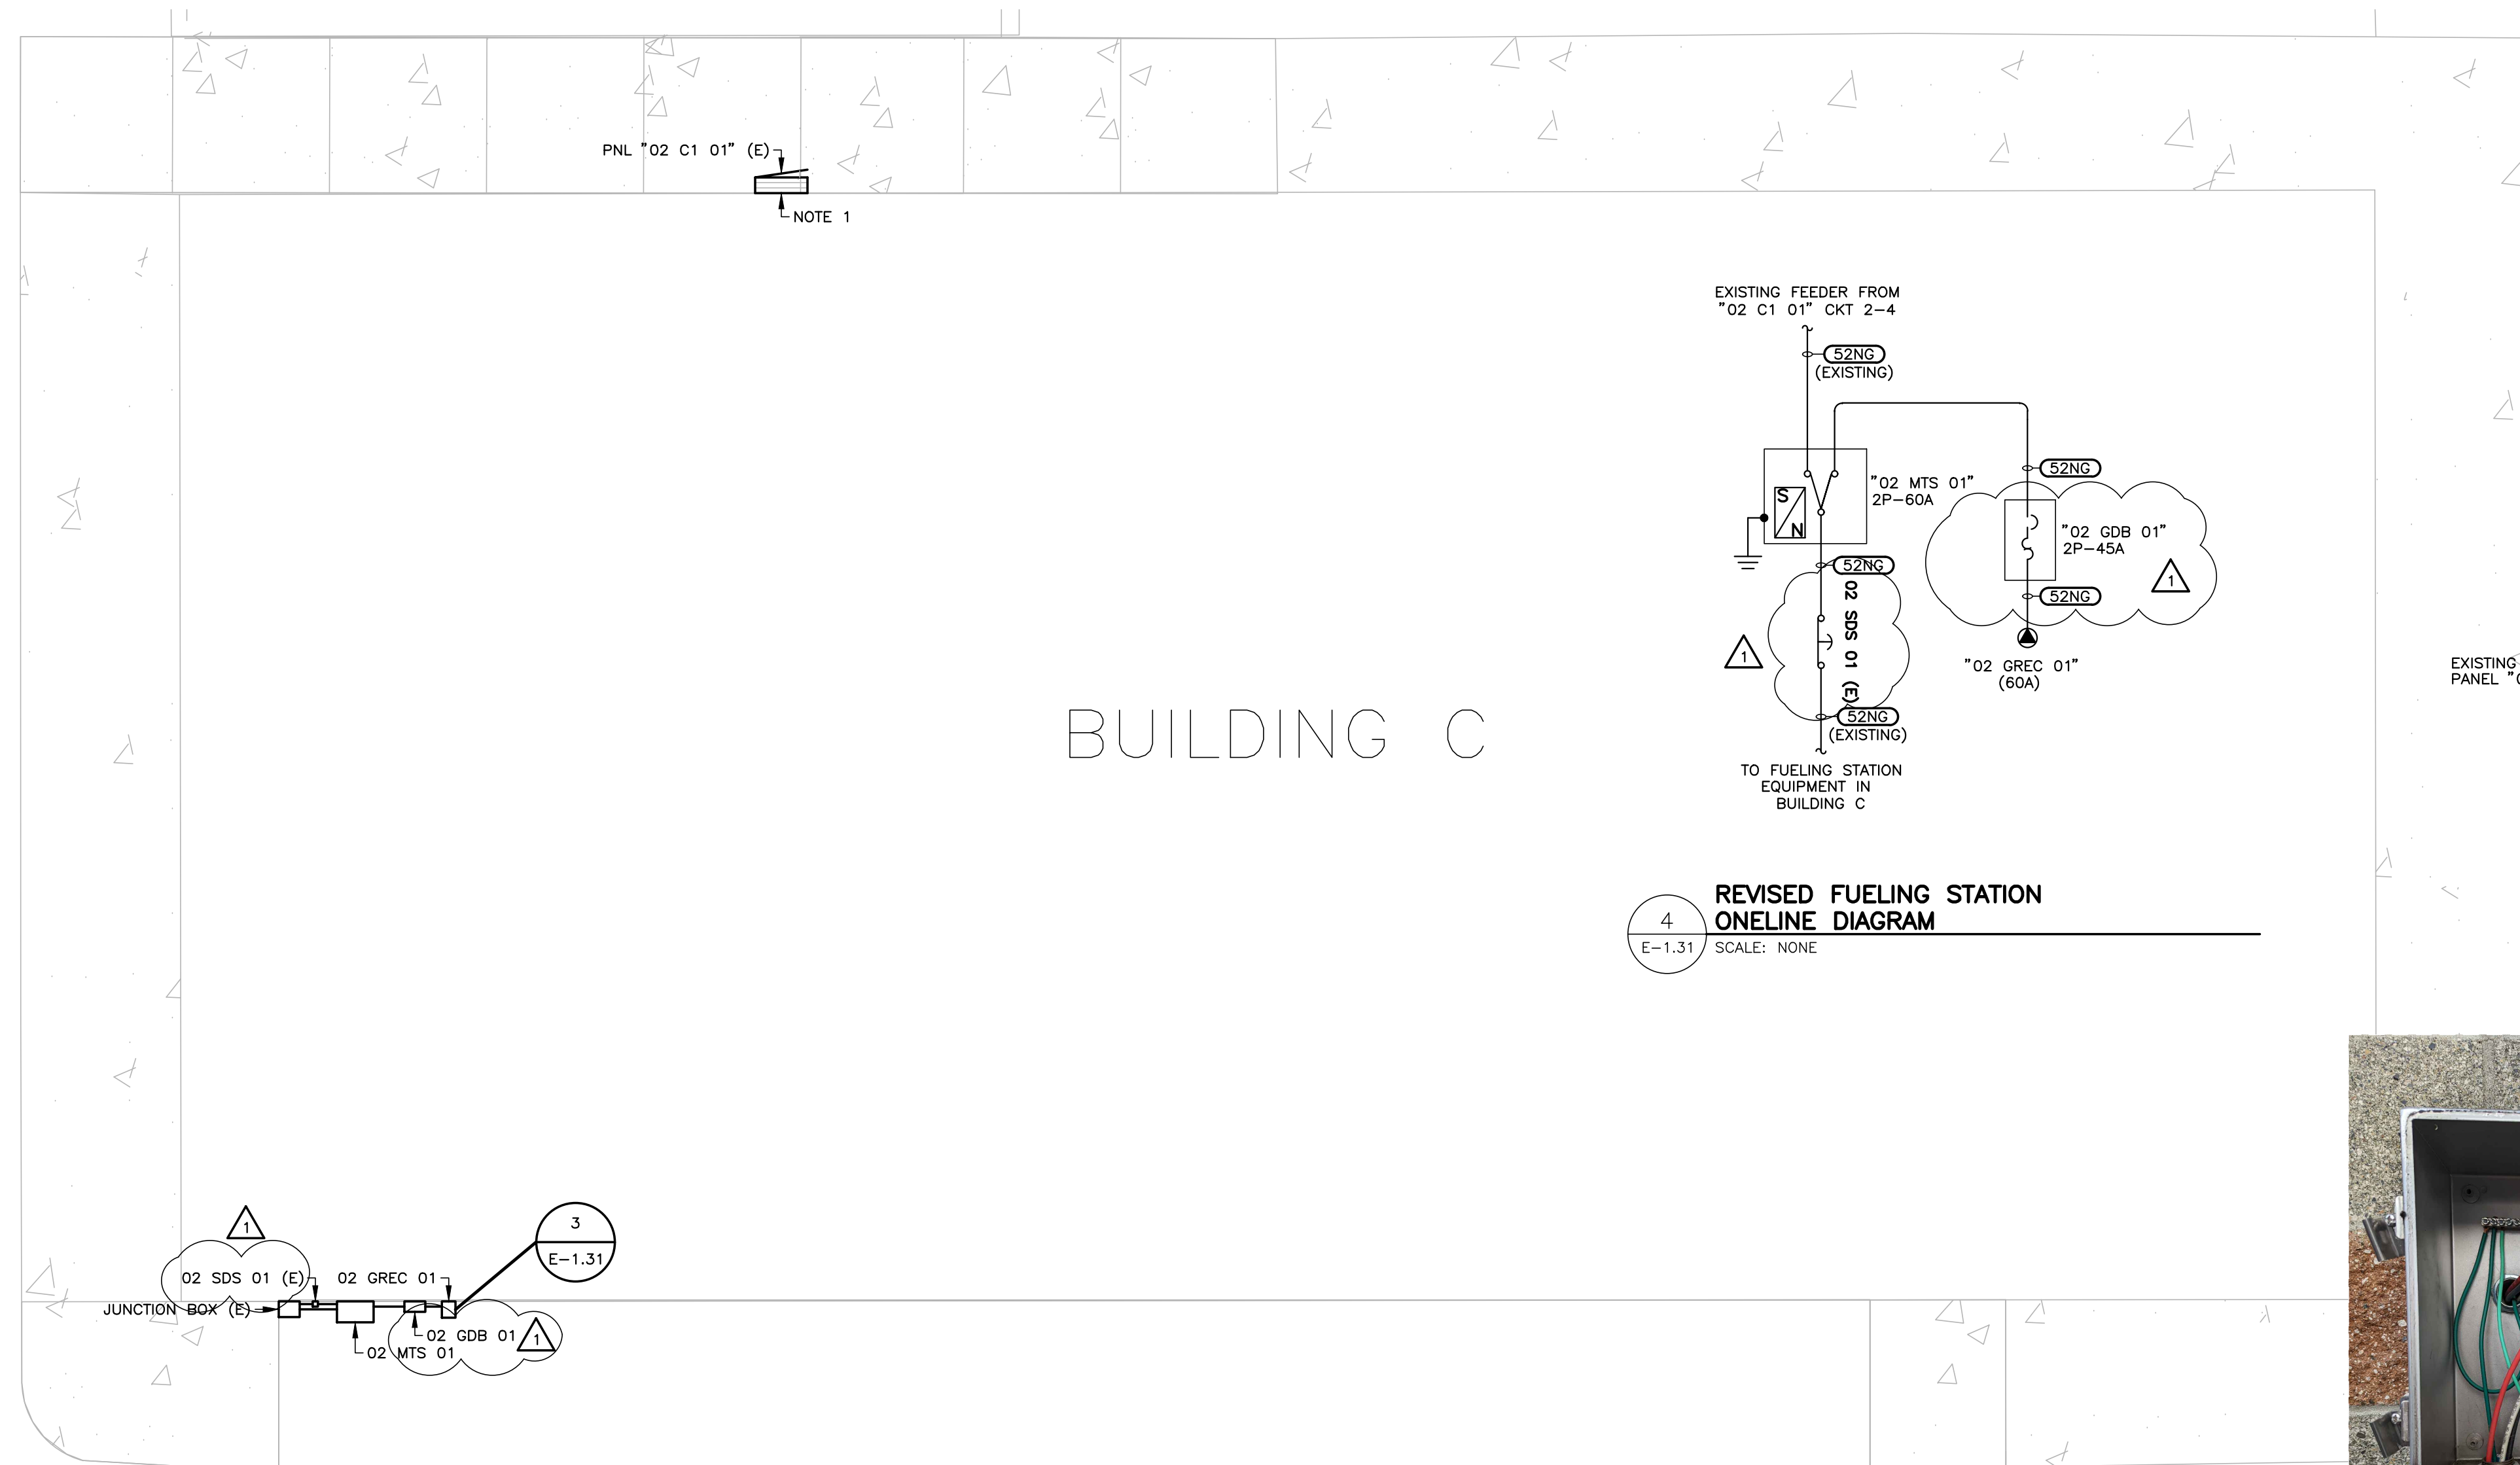 PNL "02 C1 01" (E)
NOTE 1
EXISTING FEEDER FROM
"02 C1 01" CKT 2-4
52NG
(EXISTING)
"02 MTS 01"
2P-60A
S
N
52NG
"02 GDB 01"
2P-45A
1
52NG
"02 GREC 01"
(60A)
52NG
02 SDS 01 (E)
1
52NG
(EXISTING)
TO FUELING STATION
EQUIPMENT IN
BUILDING C
EXISTING
PANEL "
BUILDING C
4
E-1.31
REVISED FUELING STATION
ONELINE DIAGRAM
SCALE: NONE
1
3
E-1.31
02 SDS 01 (E)
02 GREC 01
JUNCTION BOX (E)
02 GDB 01
1
02 MTS 01